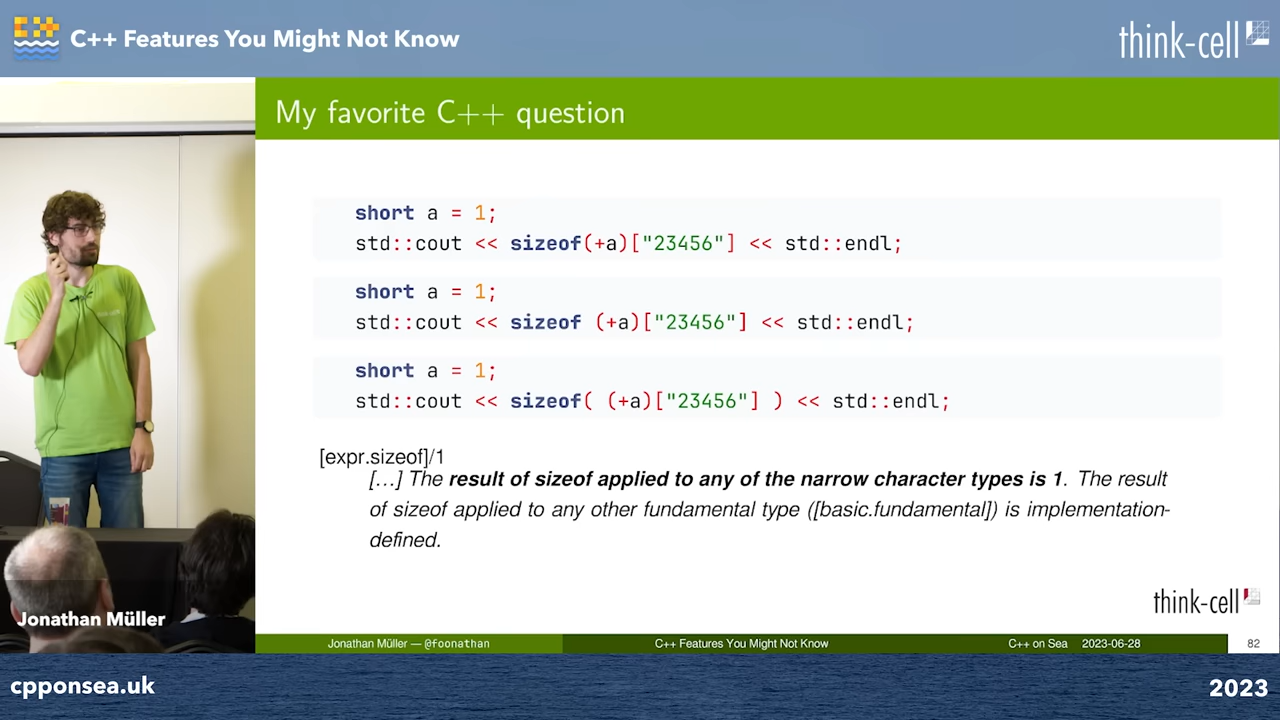 C++ Features You Might Not Know
think-cell
My favorite C++ question
short a = 1;
std::cout << sizeof(+a)["23456"] << std::endl;
short a = 1;
std::cout << sizeof (+a)["23456"] << std::endl;
short a = 1;
std::cout << sizeof( (+a)["23456"] ) << std::endl;
[expr.sizeof]/1
[…] The result of sizeof applied to any of the narrow character types is 1. The result
of sizeof applied to any other fundamental type ([basic.fundamental]) is implementation-
defined.
think-cell
Jonathan Müller
Jonathan Müller — @foonathan
C++ Features You Might Not Know
C++ on Sea 2023-06-28
82
cpponsea.uk
2023